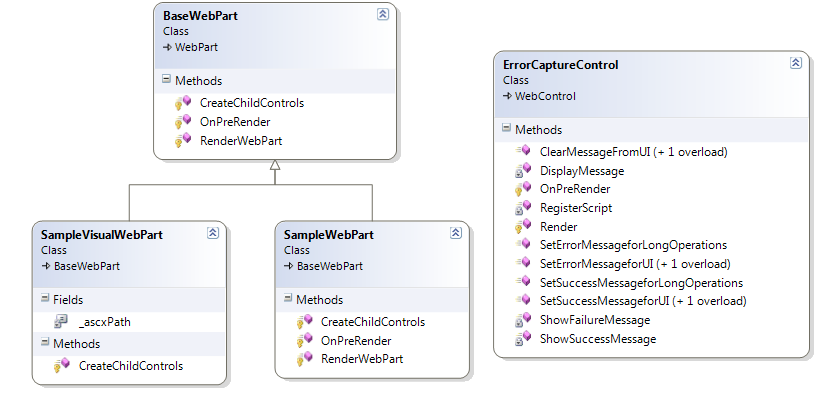 BaseWebPart
Class
WebPart
Methods
CreateChildControls
OnPreRender
RenderWebPart
ErrorCaptureControl
Class
WebControl
Methods
ClearMessageFromUI (+ 1 overload)
DisplayMessage
OnPreRender
RegisterScript
Render
SetErrorMessageforLongOperations
SetErrorMessageforUI (+ 1 overload)
SetSuccessMessageforLongOperations
SetSuccessMessageforUI (+ 1 overload)
ShowFailureMessage
ShowSuccessMessage
SampleVisualWebPart
Class
BaseWebPart
Fields
_ascxPath
Methods
CreateChildControls
SampleWebPart
Class
BaseWebPart
Methods
CreateChildControls
OnPreRender
RenderWebPart